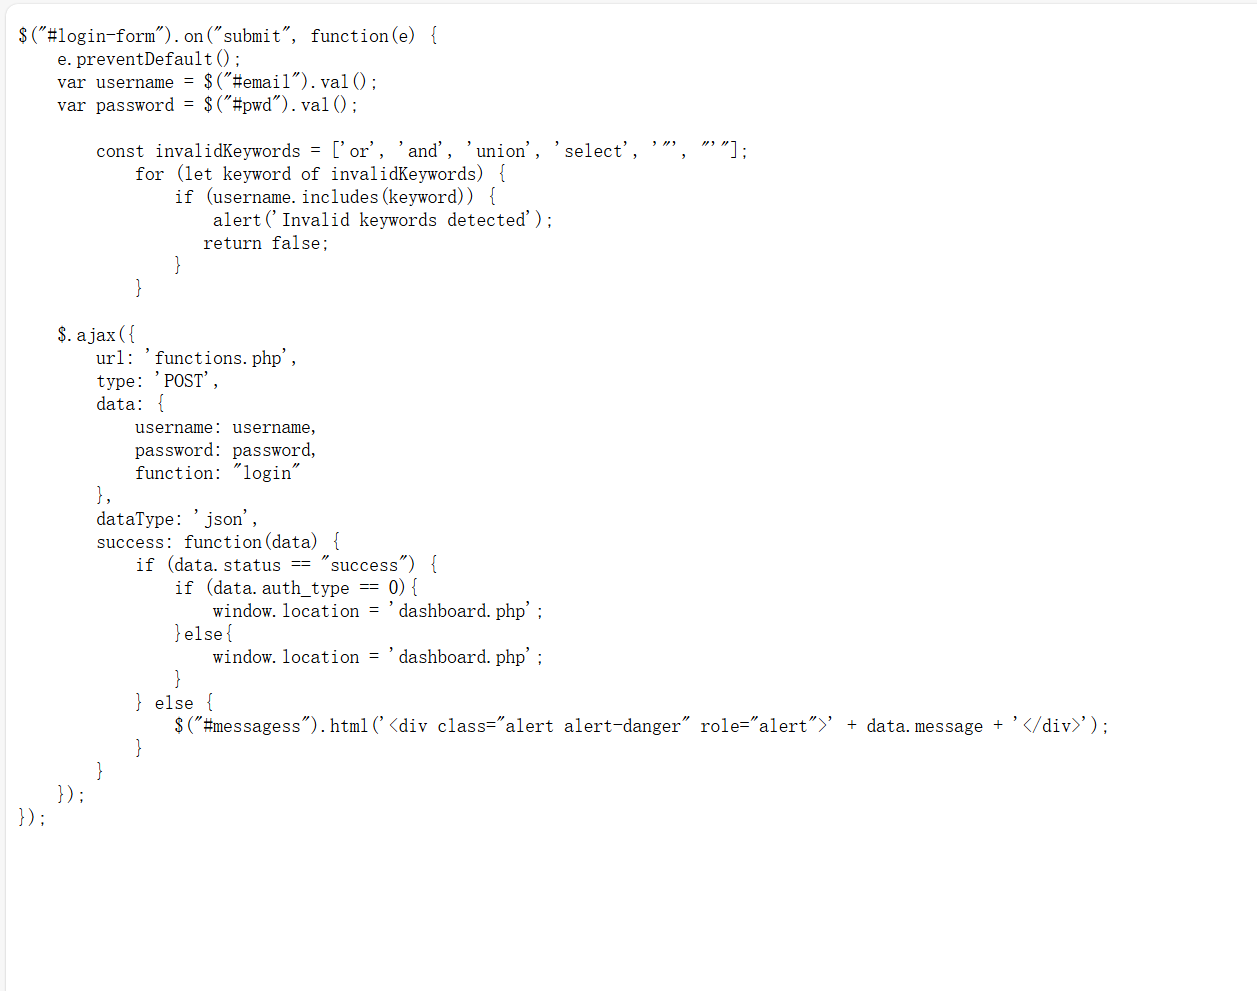 $("#login-form").on("submit", function(e) {
    e.preventDefault();
    var username = $("#email").val();
    var password = $("#pwd").val();

        const invalidKeywords = ['or', 'and', 'union', 'select', '"', "'"];
            for (let keyword of invalidKeywords) {
                if (username.includes(keyword)) {
                    alert('Invalid keywords detected');
                   return false;
                }
            }

    $.ajax({
        url: 'functions.php',
        type: 'POST',
        data: {
            username: username,
            password: password,
            function: "login"
        },
        dataType: 'json',
        success: function(data) {
            if (data.status == "success") {
                if (data.auth_type == 0){
                    window.location = 'dashboard.php';
                }else{
                    window.location = 'dashboard.php';
                }
            } else {
                $("#messagess").html('<div class="alert alert-danger" role="alert">' + data.message + '</div>');
            }
        }
    });
});